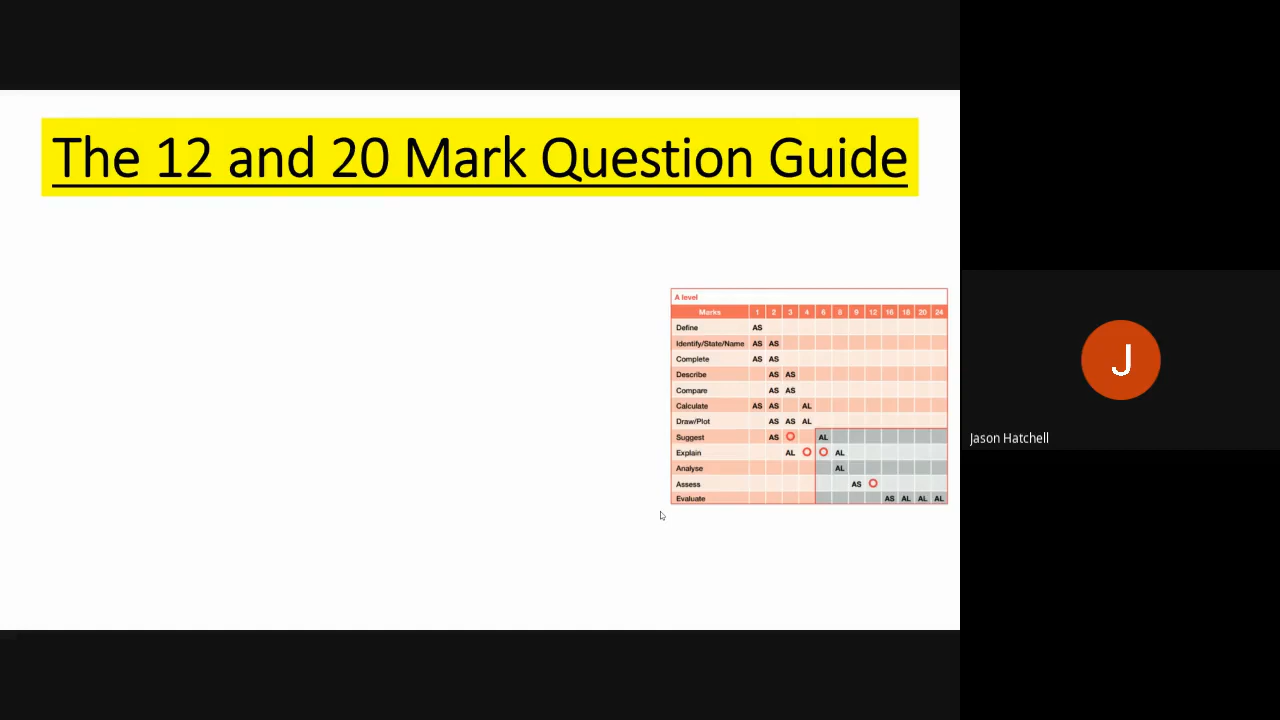 The 12 and 20 Mark Question Guide
A level
Marks 1 2 3 4 6 8 9 12 16 18 20 24
Define AS
Identify/State/Name AS AS
Complete AS AS
Describe AS AS
Compare AS AS
Calculate AS AS AL
Draw/Plot AS AS AL
Suggest AS O AL
Explain AL O O AL
Analyse AL
Assess AS O
Evaluate AS AL AL AL
J
Jason Hatchell